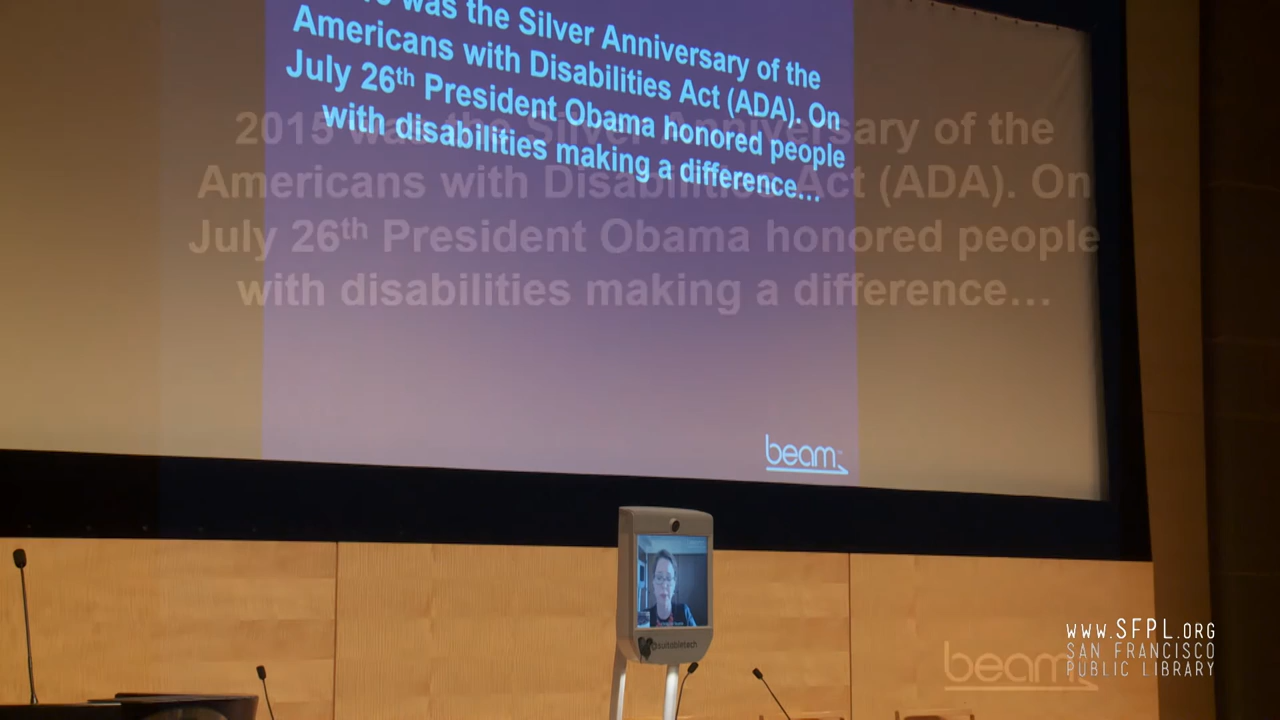 was the Silver Anniversary of the
Americans with Disabilities Act (ADA). On
July 26th President Obama honored people
with disabilities making a difference...
2015 was the Silver Anniversary of the
Americans with Disabilities Act (ADA). On
July 26th President Obama honored people
with disabilities making a difference...
beam
@suitabletech
www.SFPL.org
San Francisco
Public Library
beam